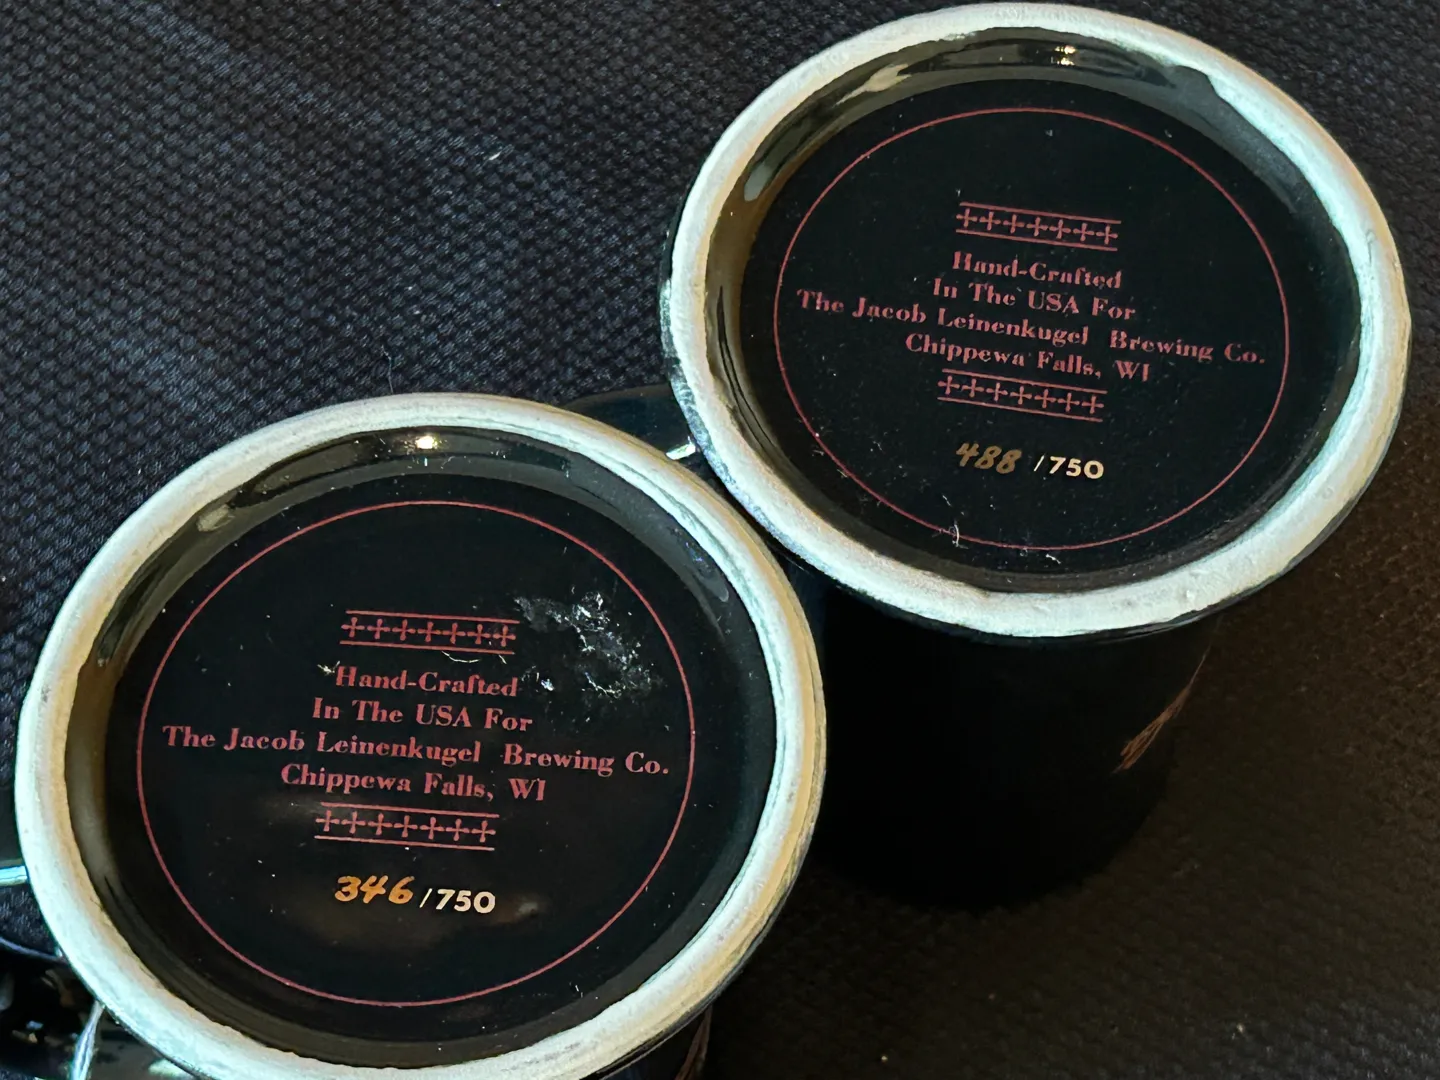 Hand-Crafted
In The USA For
The Jacob Leinenkugel Brewing Co.
Chippewa Falls, WI
488 /750
Hand-Crafted
In The USA For
The Jacob Leinenkugel Brewing Co.
Chippewa Falls, WI
346 /750